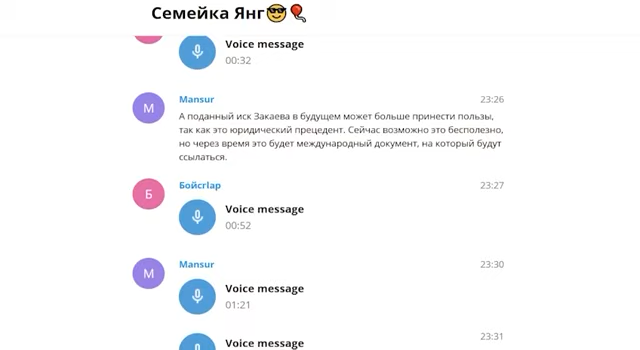 Семейка Янг😎🎈
Voice message
00:32
Mansur 23:26
М
А поданный иск Закаева в будущем может больше принести пользы,
так как это юридический прецедент. Сейчас возможно это бесполезно,
но через время это будет международный документ, на который будут
ссылаться.
БойсгIар 23:27
Б
Voice message
00:52
Mansur 23:30
М
Voice message
01:21
23:31
Voice message